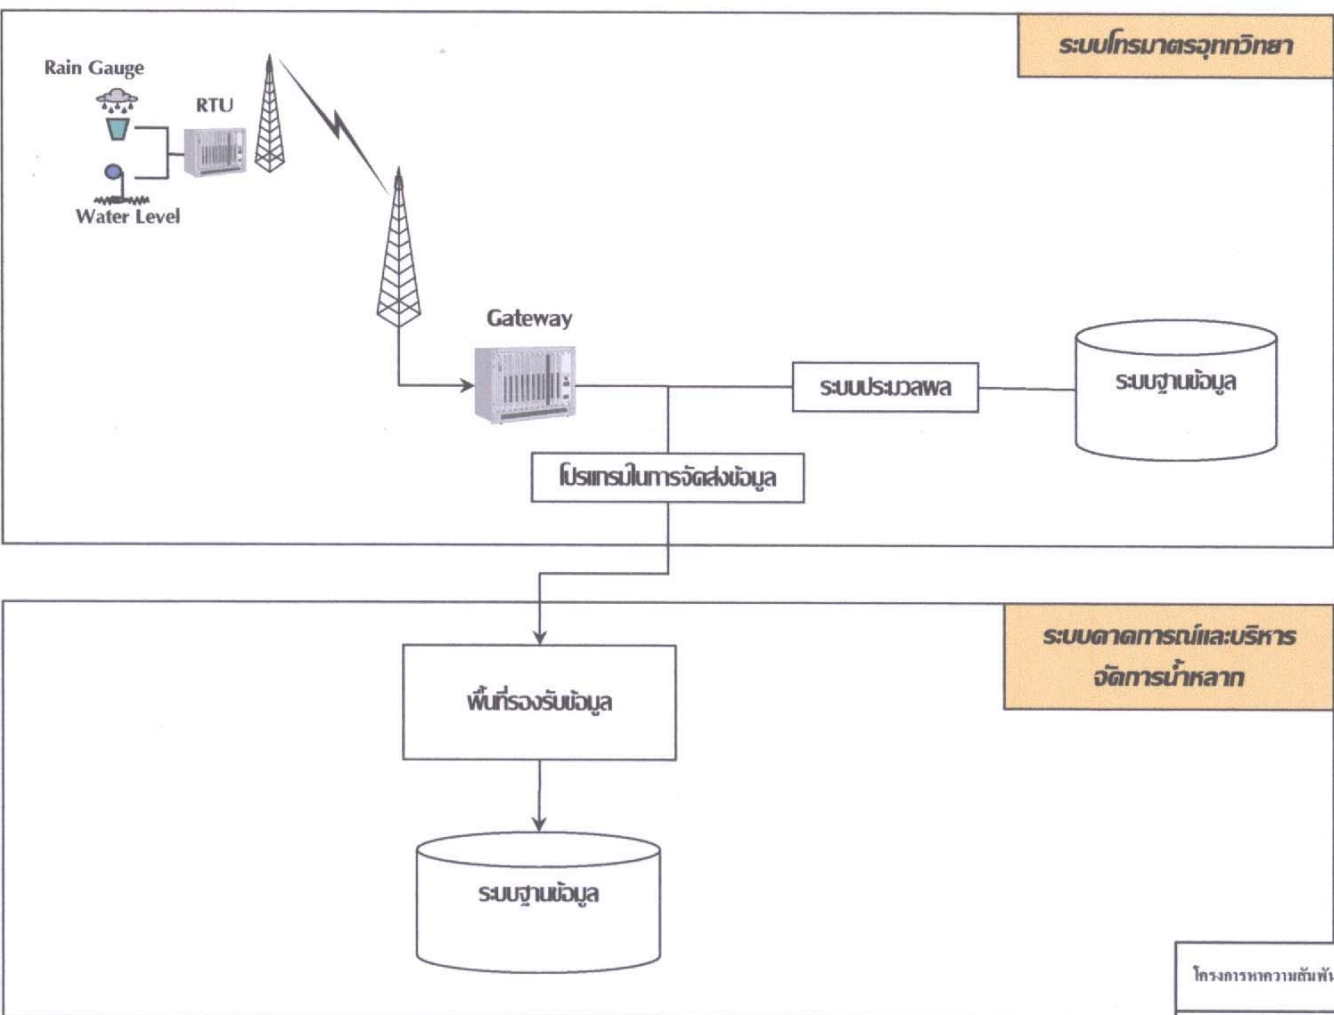 ระบบโทรมาตรอุทกวิทยา
Rain Gauge
RTU
Water Level
Gateway
ระบบประมวลผล
ระบบฐานข้อมูล
โปรแกรมในการจัดส่งข้อมูล
ระบบคาดการณ์และบริหาร
จัดการน้ำหลาก
พื้นที่รองรับข้อมูล
ระบบฐานข้อมูล
โครงการหาความสัมพัน